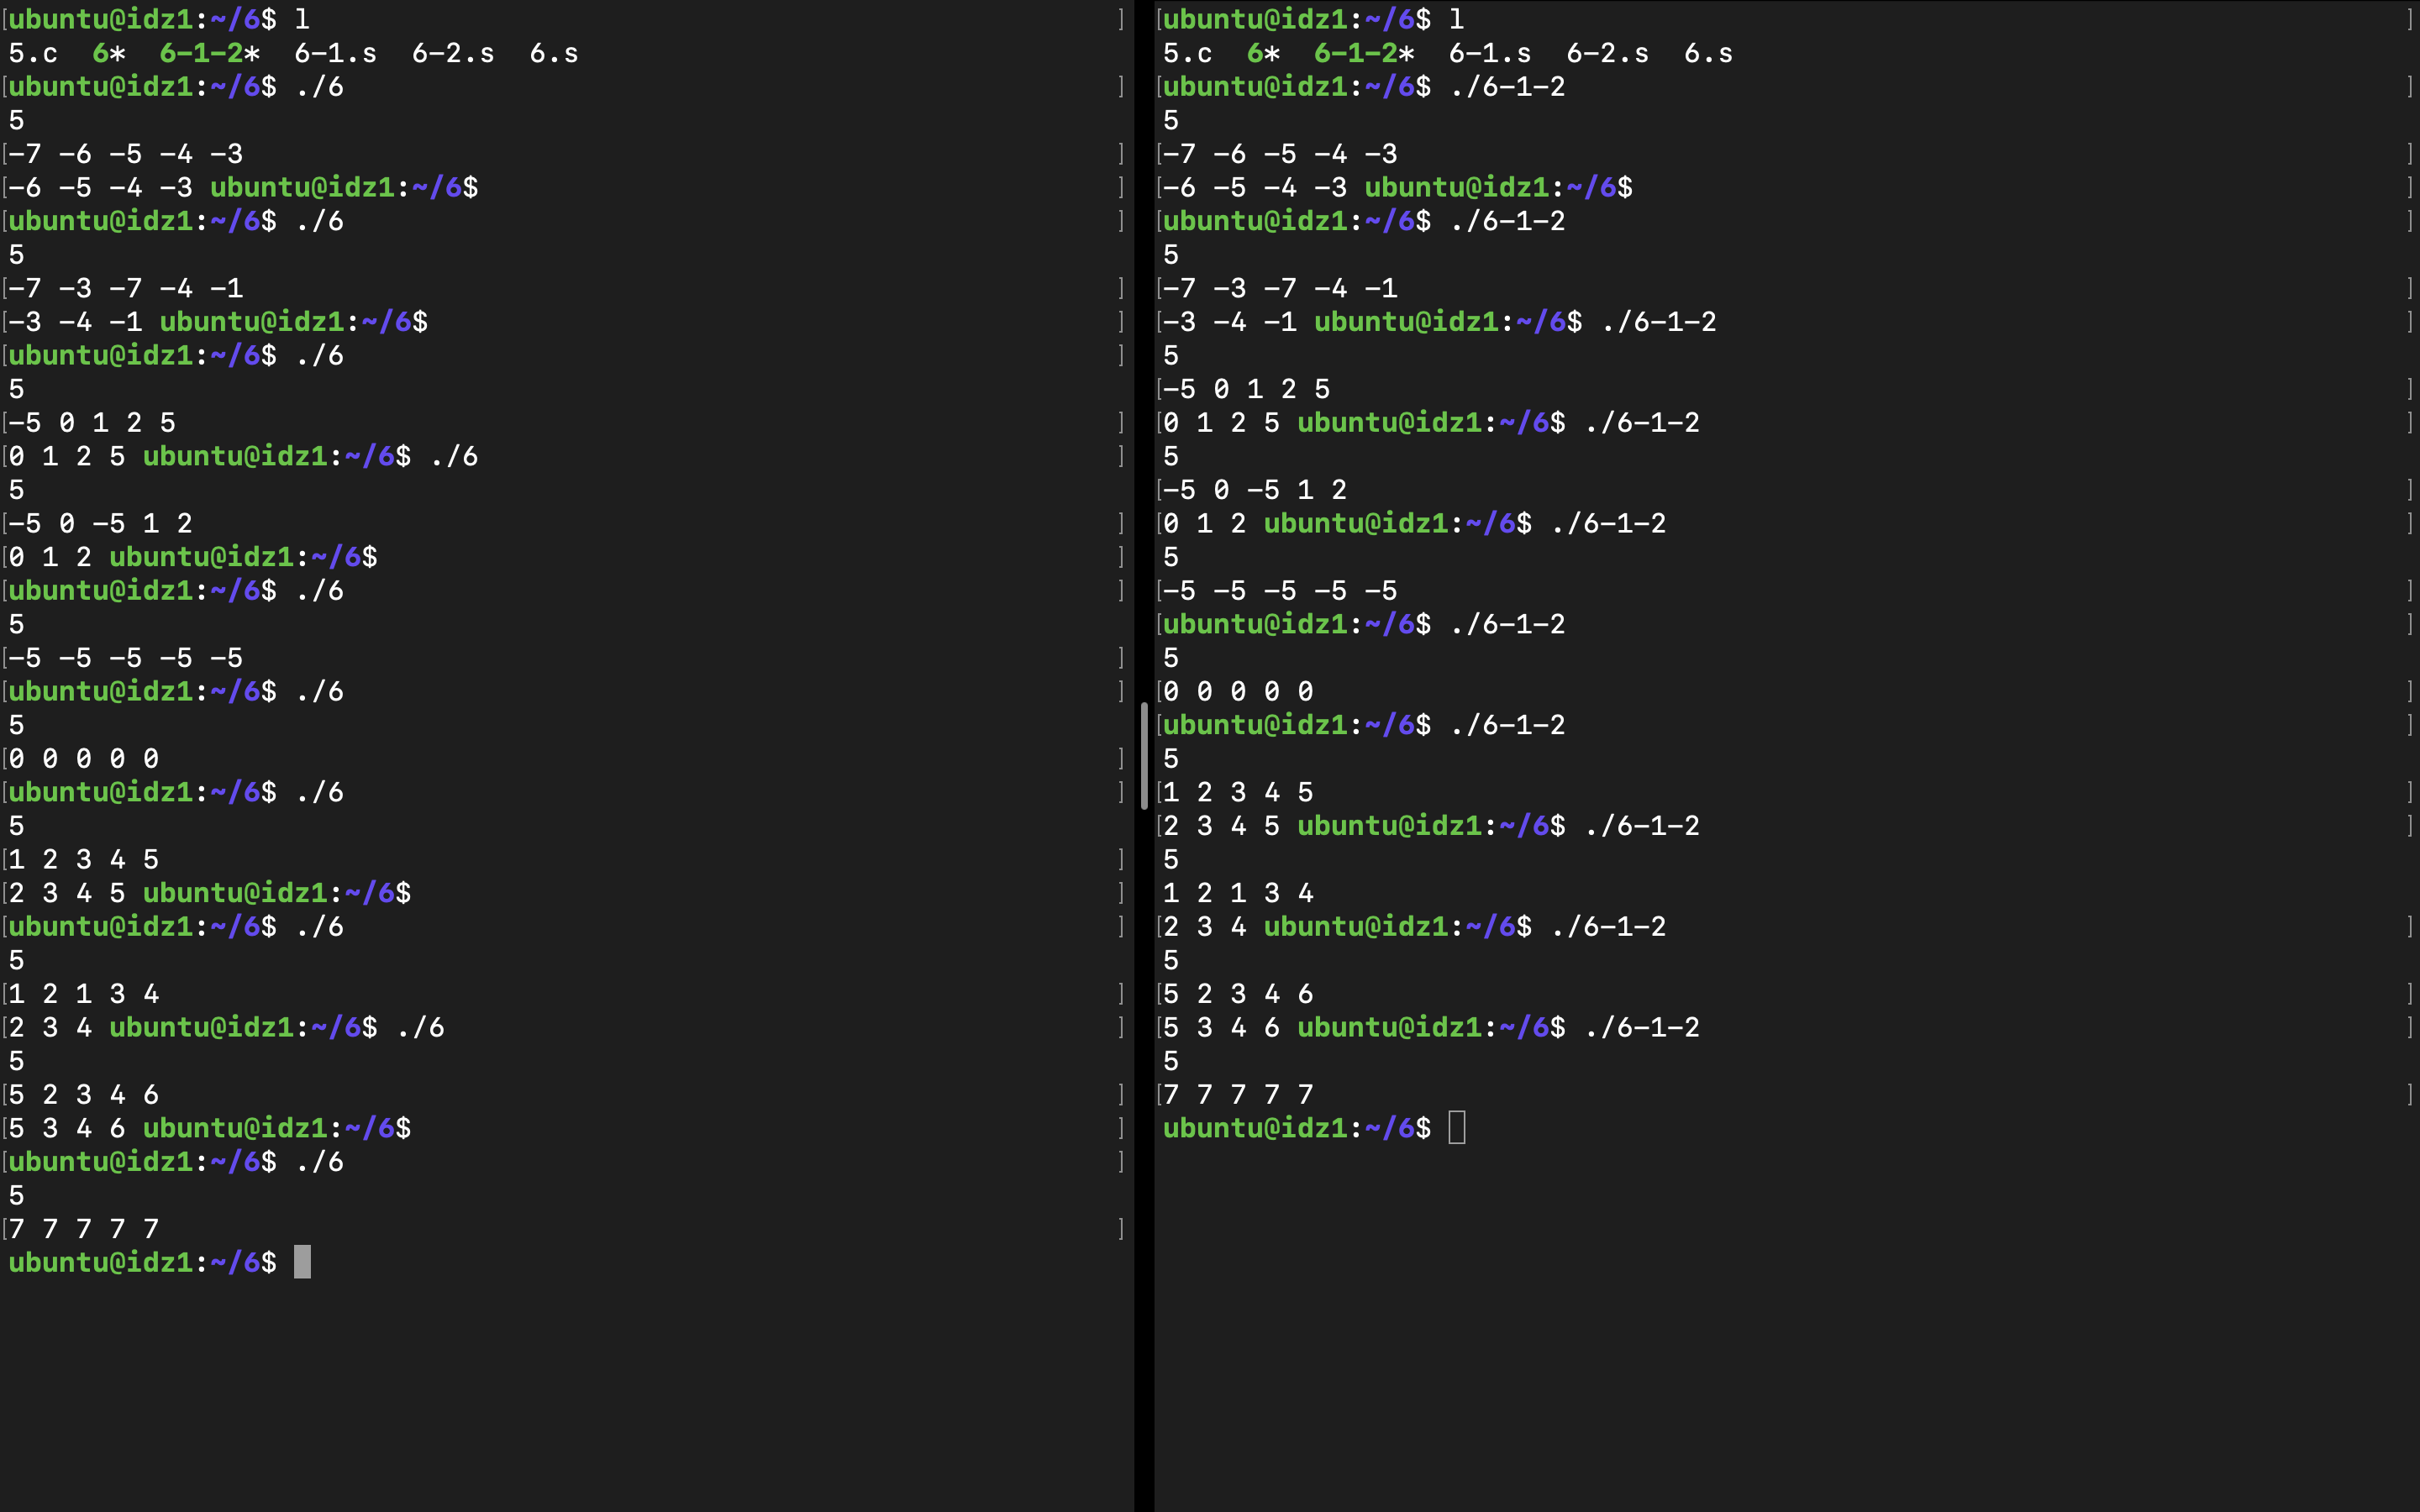 ubuntu@idz1:~/6$ l
5.c  6*  6-1-2*  6-1.s  6-2.s  6.s
ubuntu@idz1:~/6$ ./6
5
-7 -6 -5 -4 -3
-6 -5 -4 -3 ubuntu@idz1:~/6$
ubuntu@idz1:~/6$ ./6
5
-7 -3 -7 -4 -1
-3 -4 -1 ubuntu@idz1:~/6$
ubuntu@idz1:~/6$ ./6
5
-5 0 1 2 5
0 1 2 5 ubuntu@idz1:~/6$ ./6
5
-5 0 -5 1 2
0 1 2 ubuntu@idz1:~/6$
ubuntu@idz1:~/6$ ./6
5
-5 -5 -5 -5 -5
ubuntu@idz1:~/6$ ./6
5
0 0 0 0 0
ubuntu@idz1:~/6$ ./6
5
1 2 3 4 5
2 3 4 5 ubuntu@idz1:~/6$
ubuntu@idz1:~/6$ ./6
5
1 2 1 3 4
2 3 4 ubuntu@idz1:~/6$ ./6
5
5 2 3 4 6
5 3 4 6 ubuntu@idz1:~/6$
ubuntu@idz1:~/6$ ./6
5
7 7 7 7 7
ubuntu@idz1:~/6$
ubuntu@idz1:~/6$ l
5.c  6*  6-1-2*  6-1.s  6-2.s  6.s
ubuntu@idz1:~/6$ ./6-1-2
5
-7 -6 -5 -4 -3
-6 -5 -4 -3 ubuntu@idz1:~/6$
ubuntu@idz1:~/6$ ./6-1-2
5
-7 -3 -7 -4 -1
-3 -4 -1 ubuntu@idz1:~/6$ ./6-1-2
5
-5 0 1 2 5
0 1 2 5 ubuntu@idz1:~/6$ ./6-1-2
5
-5 0 -5 1 2
0 1 2 ubuntu@idz1:~/6$ ./6-1-2
5
-5 -5 -5 -5 -5
ubuntu@idz1:~/6$ ./6-1-2
5
0 0 0 0 0
ubuntu@idz1:~/6$ ./6-1-2
5
1 2 3 4 5
2 3 4 5 ubuntu@idz1:~/6$ ./6-1-2
5
1 2 1 3 4
2 3 4 ubuntu@idz1:~/6$ ./6-1-2
5
5 2 3 4 6
5 3 4 6 ubuntu@idz1:~/6$ ./6-1-2
5
7 7 7 7 7
ubuntu@idz1:~/6$